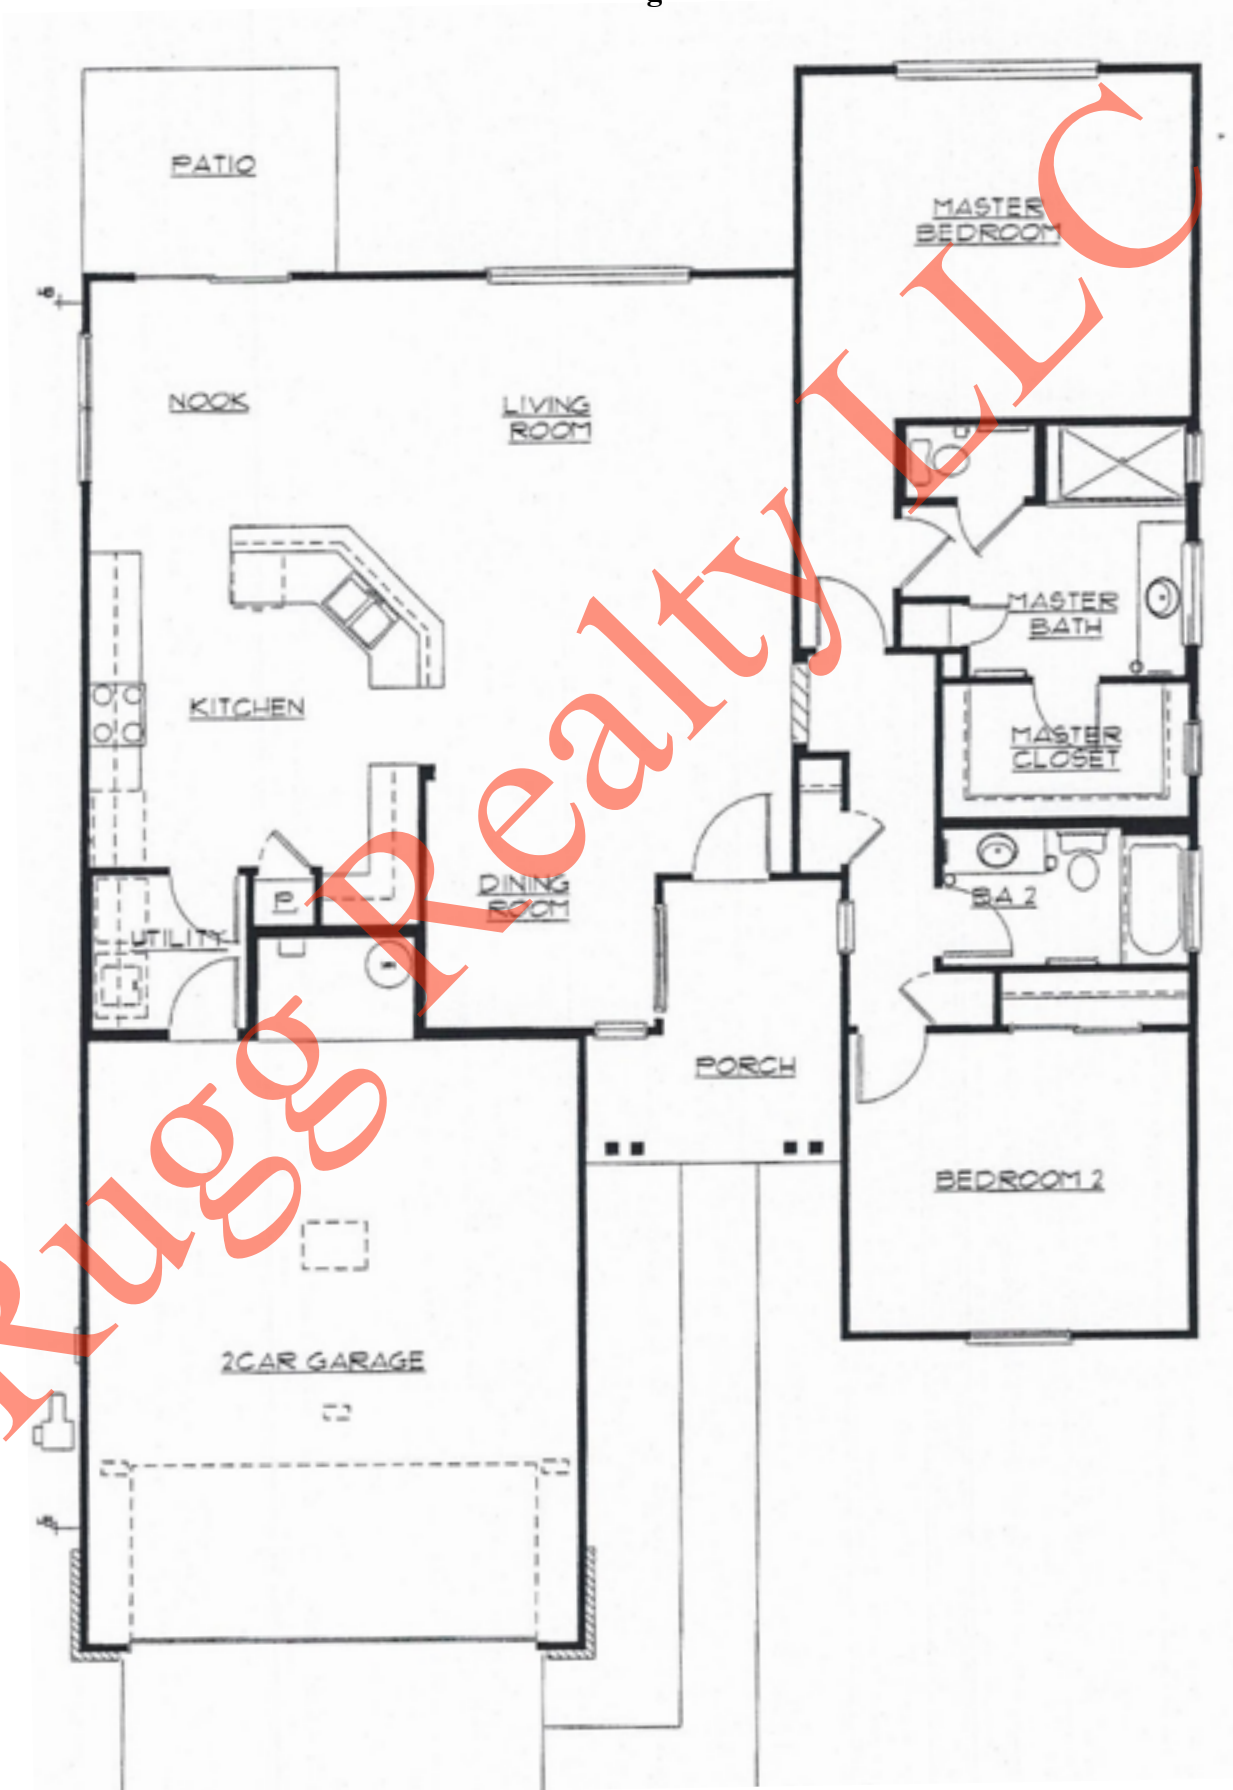 PATIO
MASTER
BEDROOM
NOOK
LIVING
ROOM
MASTER
BATH
KITCHEN
MASTER
CLOSET
DINING
ROOM
P
BA 2
UTILITY
PORCH
BEDROOM 2
2CAR GARAGE
Rugg Realty LLC